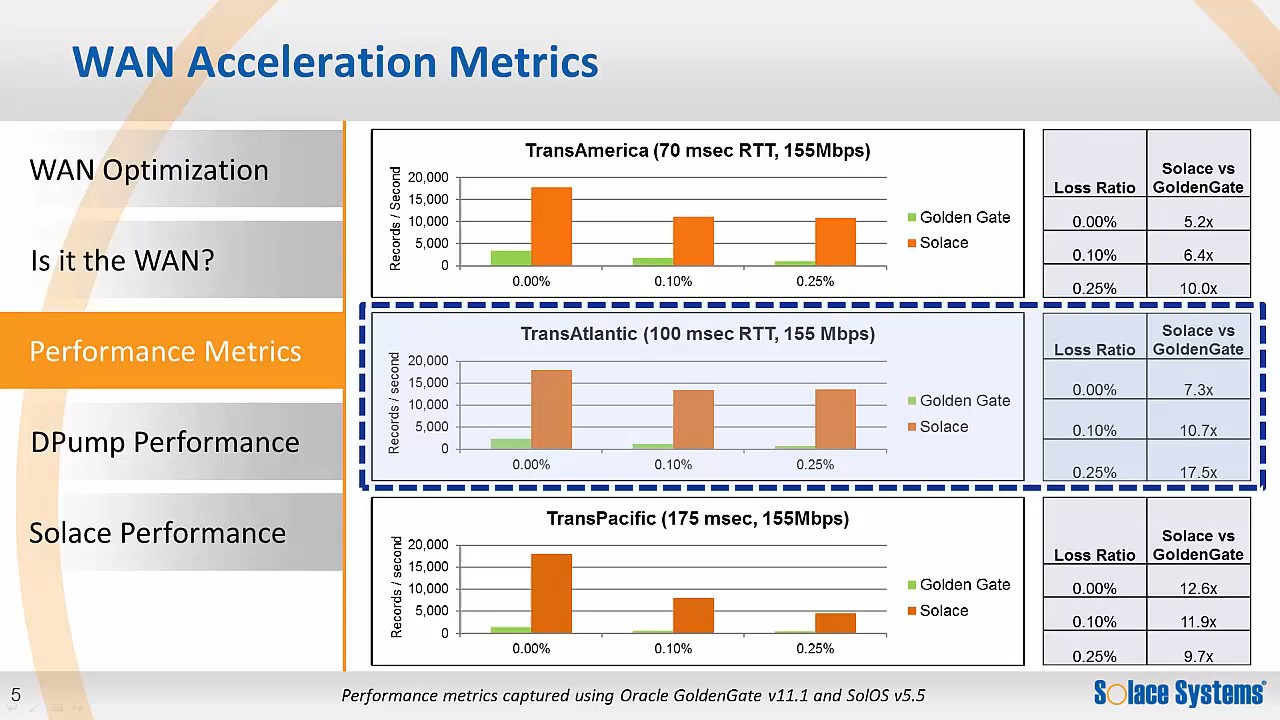 WAN Acceleration Metrics
WAN Optimization
Is it the WAN?
Performance Metrics
DPump Performance
Solace Performance
TransAmerica (70 msec RTT, 155Mbps)
Records / Second
20,000
15,000
10,000
5,000
0
0.00% 0.10% 0.25%
Golden Gate
Solace
Loss Ratio Solace vs GoldenGate
0.00% 5.2x
0.10% 6.4x
0.25% 10.0x
TransAtlantic (100 msec RTT, 155 Mbps)
Records / second
20,000
15,000
10,000
5,000
0
0.00% 0.10% 0.25%
Golden Gate
Solace
Loss Ratio Solace vs GoldenGate
0.00% 7.3x
0.10% 10.7x
0.25% 17.5x
TransPacific (175 msec, 155Mbps)
Records / second
20,000
15,000
10,000
5,000
0
0.00% 0.10% 0.25%
Golden Gate
Solace
Loss Ratio Solace vs GoldenGate
0.00% 12.6x
0.10% 11.9x
0.25% 9.7x
5
Performance metrics captured using Oracle GoldenGate v11.1 and SolOS v5.5
Solace Systems®